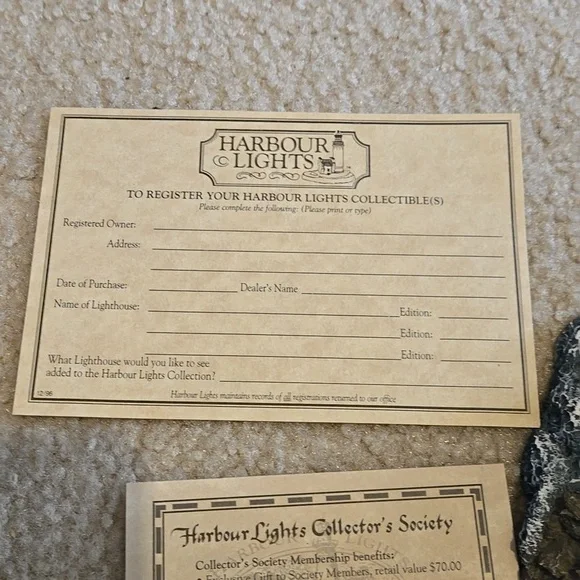 HARBOUR
LIGHTS
TO REGISTER YOUR HARBOUR LIGHTS COLLECTIBLE(S)
Please complete the following: (Please print or type)
Registered Owner:
Address:
Date of Purchase: Dealer's Name
Name of Lighthouse: Edition:
Edition:
Edition:
What Lighthouse would you like to see
added to the Harbour Lights Collection?
12/96 Harbour Lights maintains records of all registrations returned to our office
Harbour Lights Collector's Society
Collector's Society Membership benefits:
• Exclusive Gift to Society Members, retail value $70.00